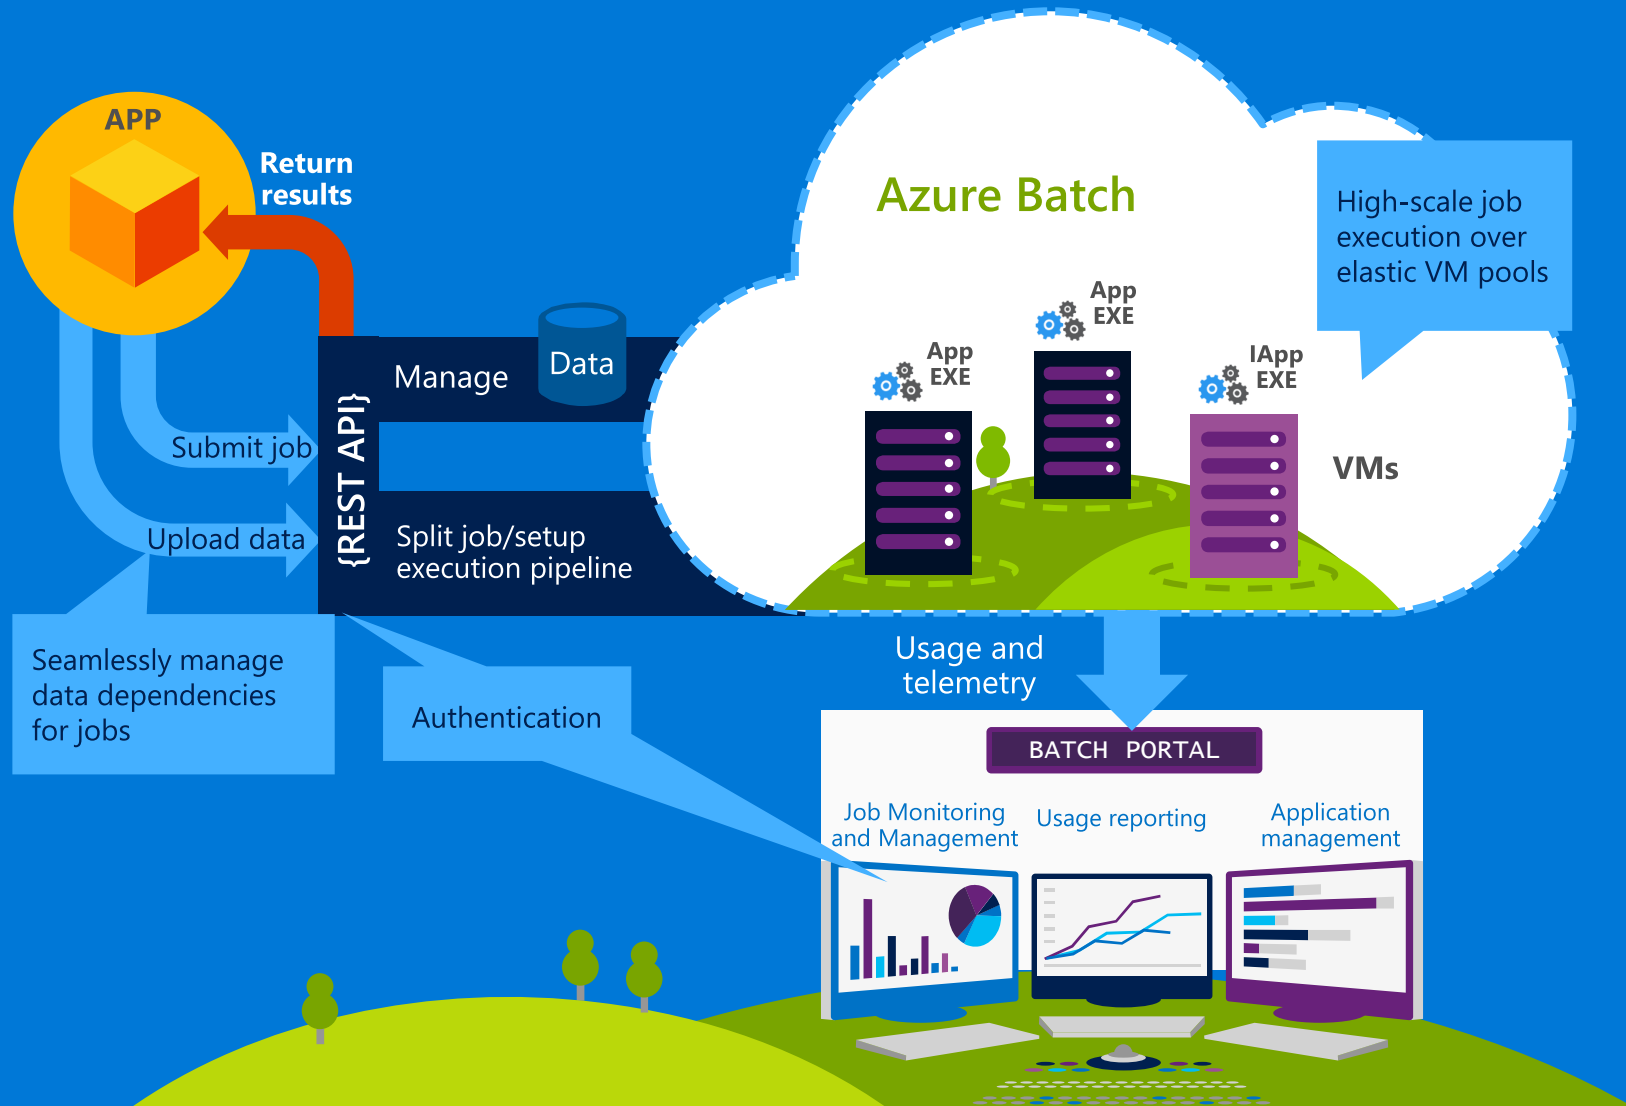 APP
Return
results
Azure Batch
High-scale job
execution over
elastic VM pools
App
EXE
App
EXE
IApp
EXE
VMs
Manage
Data
{REST API}
Submit job
Upload data
Split job/setup
execution pipeline
Seamlessly manage
data dependencies
for jobs
Authentication
Usage and
telemetry
BATCH PORTAL
Job Monitoring
and Management
Usage reporting
Application
management